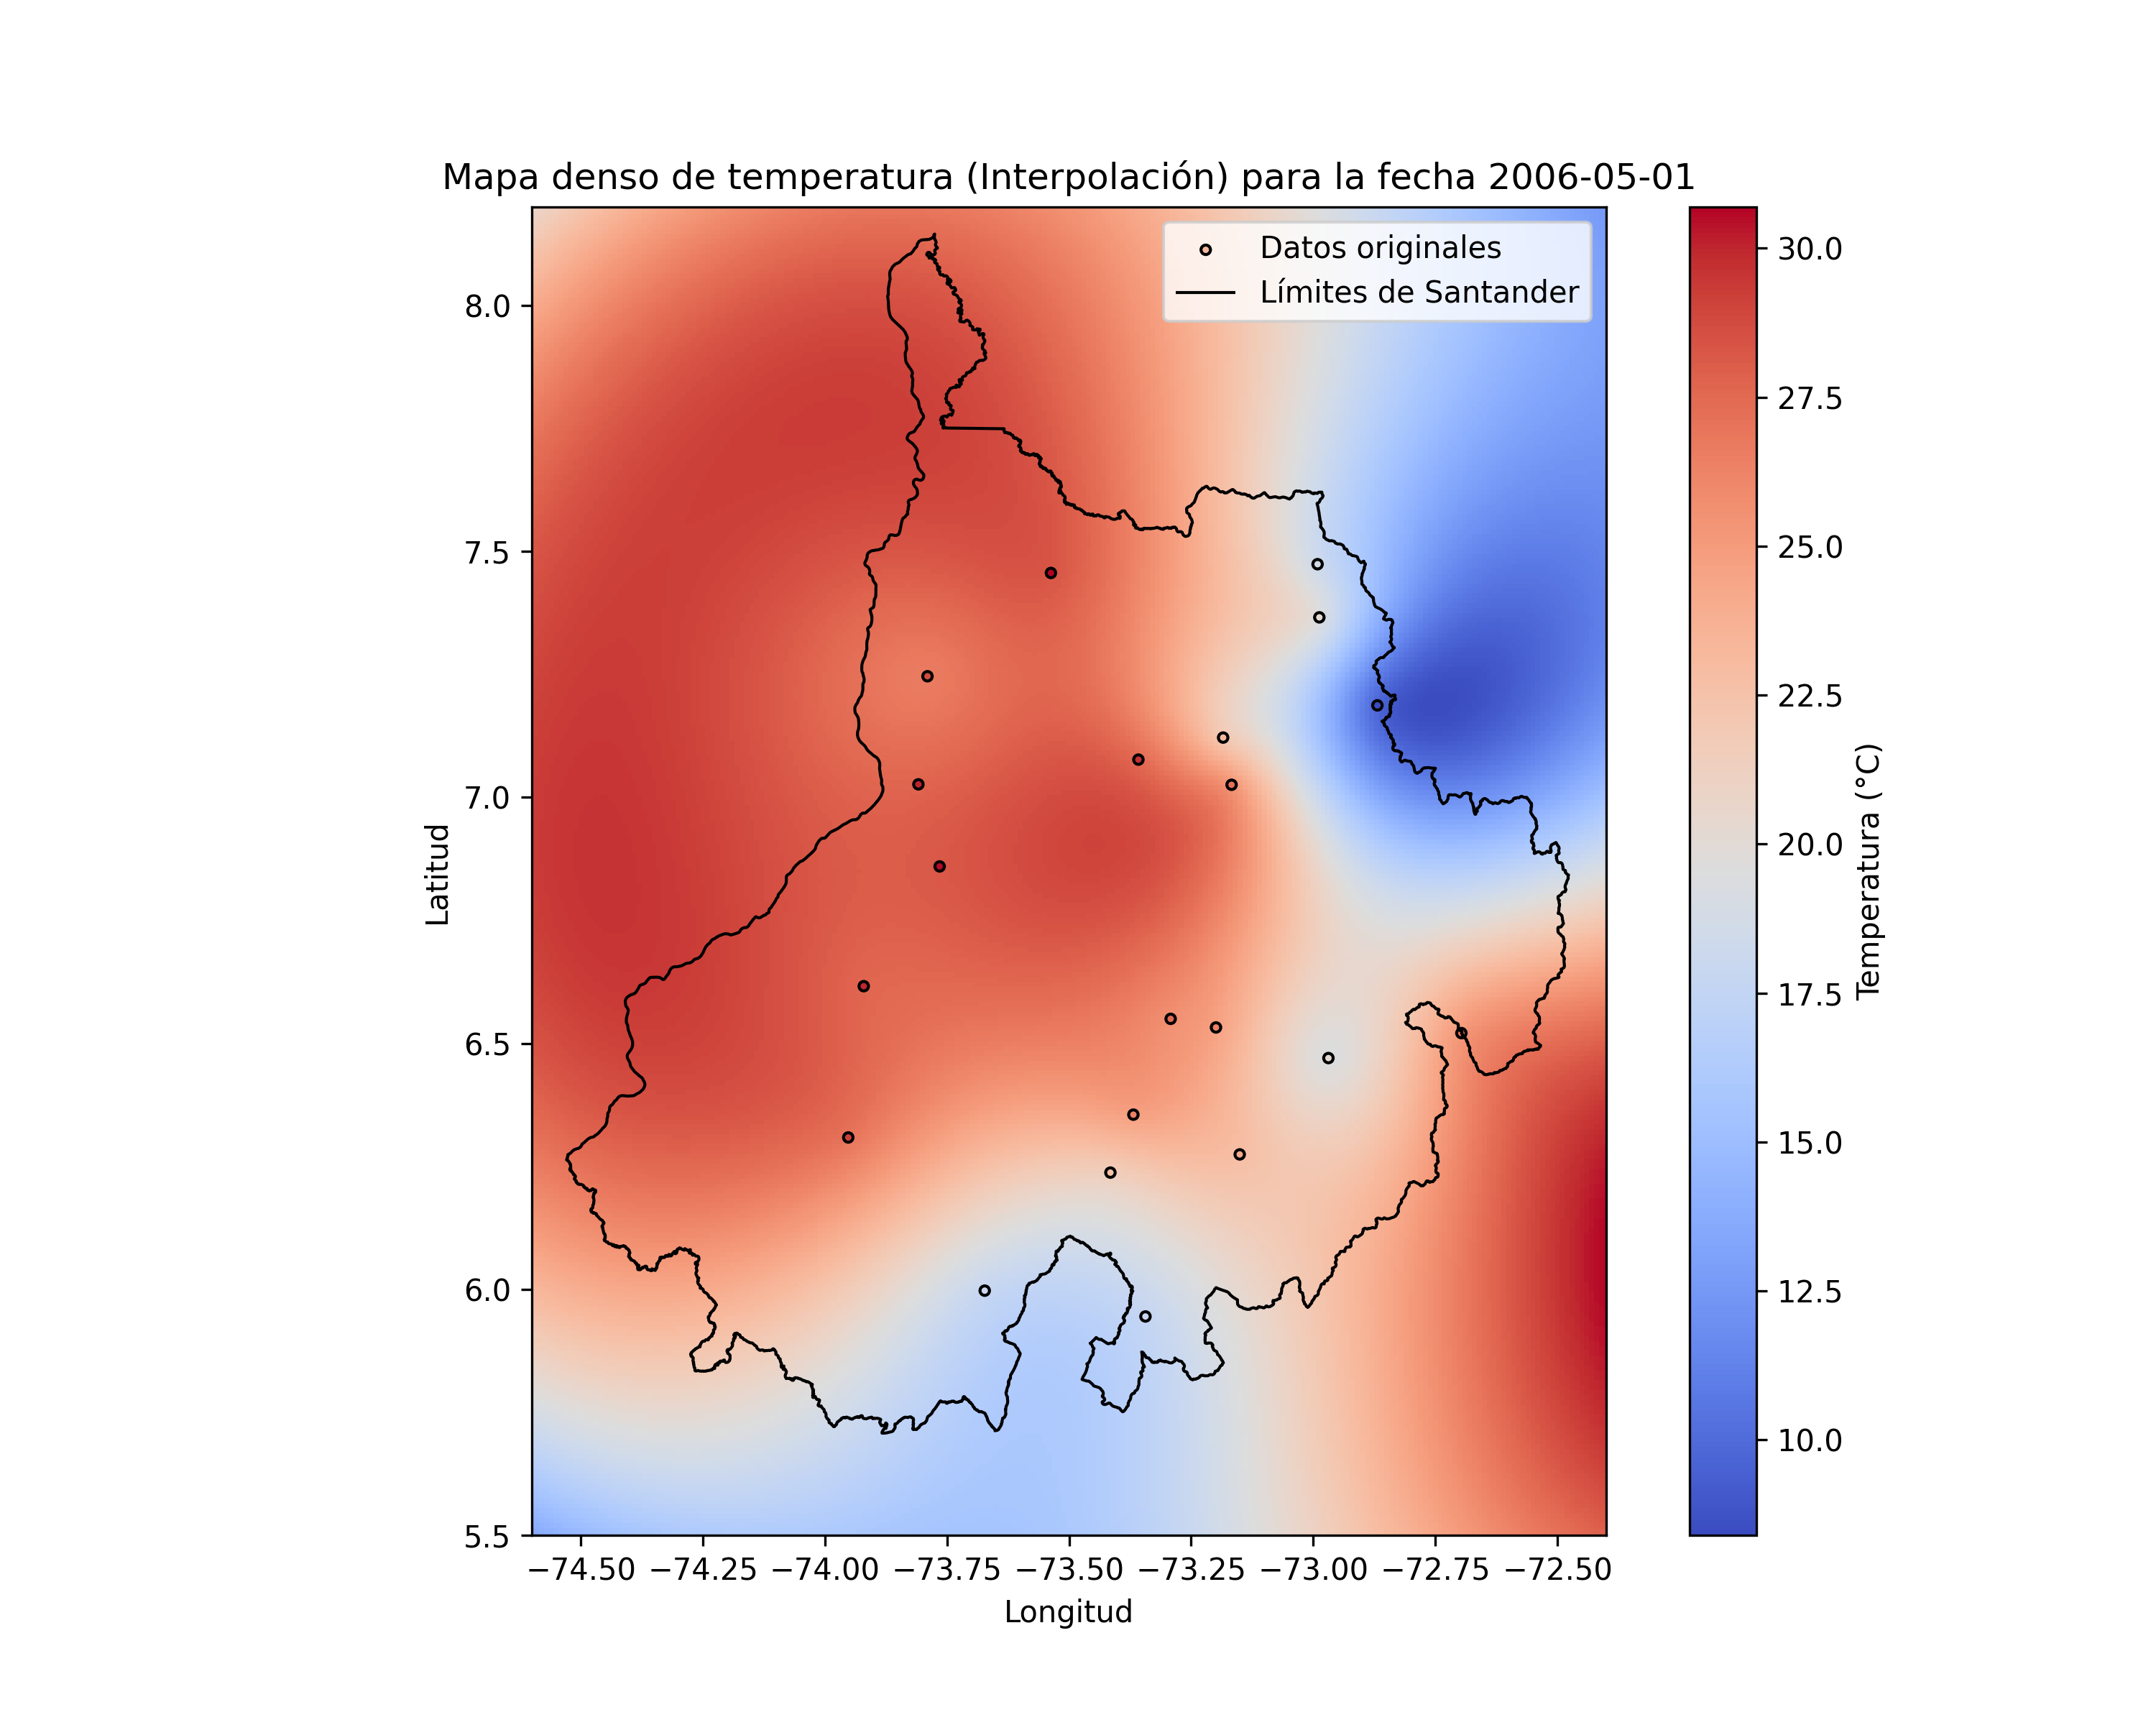 Mapa denso de temperatura (Interpolación) para la fecha 2006-05-01
Datos originales
Límites de Santander
8.0
7.5
7.0
6.5
6.0
5.5
Latitud
−74.50 −74.25 −74.00 −73.75 −73.50 −73.25 −73.00 −72.75 −72.50
Longitud
30.0
27.5
25.0
22.5
20.0
17.5
15.0
12.5
10.0
Temperatura (°C)